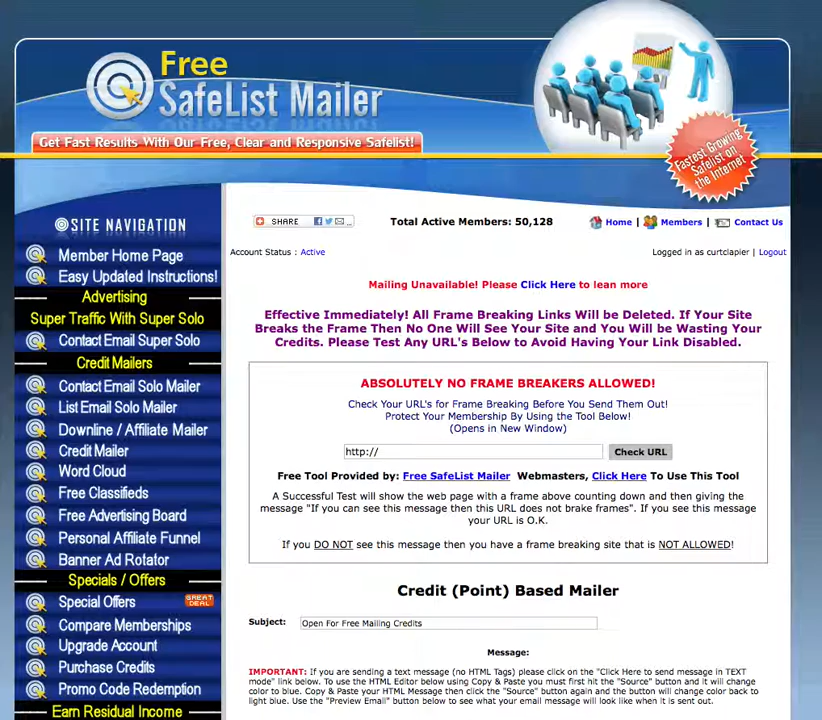 Free
SafeList Mailer
Get Fast Results With Our Free, Clear and Responsive Safelist!
Fastest Growing
Safelist on
the Internet
SITE NAVIGATION
SHARE
Total Active Members: 50,128
Home | Members | Contact Us
Account Status : Active
Logged in as curtclapier | Logout
Member Home Page
Easy Updated Instructions!
Advertising
Super Traffic With Super Solo
Contact Email Super Solo
Credit Mailers
Contact Email Solo Mailer
List Email Solo Mailer
Downline / Affiliate Mailer
Credit Mailer
Word Cloud
Free Classifieds
Free Advertising Board
Personal Affiliate Funnel
Banner Ad Rotator
Specials / Offers
Special Offers
GREAT
DEAL
Compare Memberships
Upgrade Account
Purchase Credits
Promo Code Redemption
Earn Residual Income
Mailing Unavailable! Please Click Here to lean more
Effective Immediately! All Frame Breaking Links Will be Deleted. If Your Site
Breaks the Frame Then No One Will See Your Site and You Will be Wasting Your
Credits. Please Test Any URL's Below to Avoid Having Your Link Disabled.
ABSOLUTELY NO FRAME BREAKERS ALLOWED!
Check Your URL's for Frame Breaking Before You Send Them Out!
Protect Your Membership By Using the Tool Below!
(Opens in New Window)
http://
Check URL
Free Tool Provided by: Free SafeList Mailer Webmasters, Click Here To Use This Tool
A Successful Test will show the web page with a frame above counting down and then giving the
message "If you can see this message then this URL does not brake frames". If you see this message
your URL is O.K.
If you DO NOT see this message then you have a frame breaking site that is NOT ALLOWED!
Credit (Point) Based Mailer
Subject: Open For Free Mailing Credits
Message:
IMPORTANT: If you are sending a text message (no HTML Tags) please click on the "Click Here to send message in TEXT
mode" link below. To use the HTML Editor below using Copy & Paste you must first hit the "Source" button and it will change
color to blue. Copy & Paste your HTML Message then click the "Source" button again and the button will change color back to
light blue. Use the "Preview Email" button below to see what your email message will look like when it is sent out.